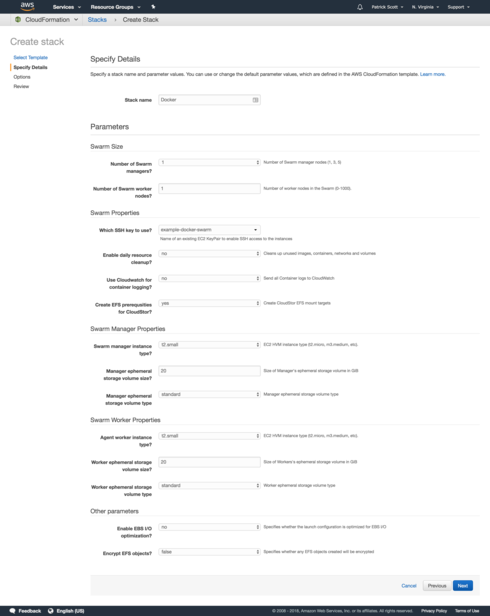 aws
Services
Resource Groups
Patrick Scott
N. Virginia
Support
CloudFormation
Stacks
Create Stack
Create stack
Select Template
Specify Details
Options
Review
Specify Details
Specify a stack name and parameter values. You can use or change the default parameter values, which are defined in the AWS CloudFormation template. Learn more.
Stack name
Docker
Parameters
Swarm Size
Number of Swarm managers?
1
Number of Swarm manager nodes (1, 3, 5)
Number of Swarm worker nodes?
1
Number of worker nodes in the Swarm (0-1000).
Swarm Properties
Which SSH key to use?
example-docker-swarm
Name of an existing EC2 KeyPair to enable SSH access to the instances
Enable daily resource cleanup?
no
Cleans up unused images, containers, networks and volumes
Use Cloudwatch for container logging?
no
Send all Container logs to CloudWatch
Create EFS prerequsities for CloudStor?
yes
Create CloudStor EFS mount targets
Swarm Manager Properties
Swarm manager instance type?
t2.small
EC2 HVM instance type (t2.micro, m3.medium, etc).
Manager ephemeral storage volume size?
20
Size of Manager's ephemeral storage volume in GiB
Manager ephemeral storage volume type
standard
Manager ephemeral storage volume type
Swarm Worker Properties
Agent worker instance type?
t2.small
EC2 HVM instance type (t2.micro, m3.medium, etc).
Worker ephemeral storage volume size?
20
Size of Workers's ephemeral storage volume in GiB
Worker ephemeral storage volume type
standard
Worker ephemeral storage volume type
Other parameters
Enable EBS I/O optimization?
no
Specifies whether the launch configuration is optimized for EBS I/O
Encrypt EFS objects?
false
Specifies whether any EFS objects created will be encrypted
Cancel
Previous
Next
Feedback
English (US)
© 2008 - 2018, Amazon Web Services, Inc. or its affiliates. All rights reserved.
Privacy Policy
Terms of Use